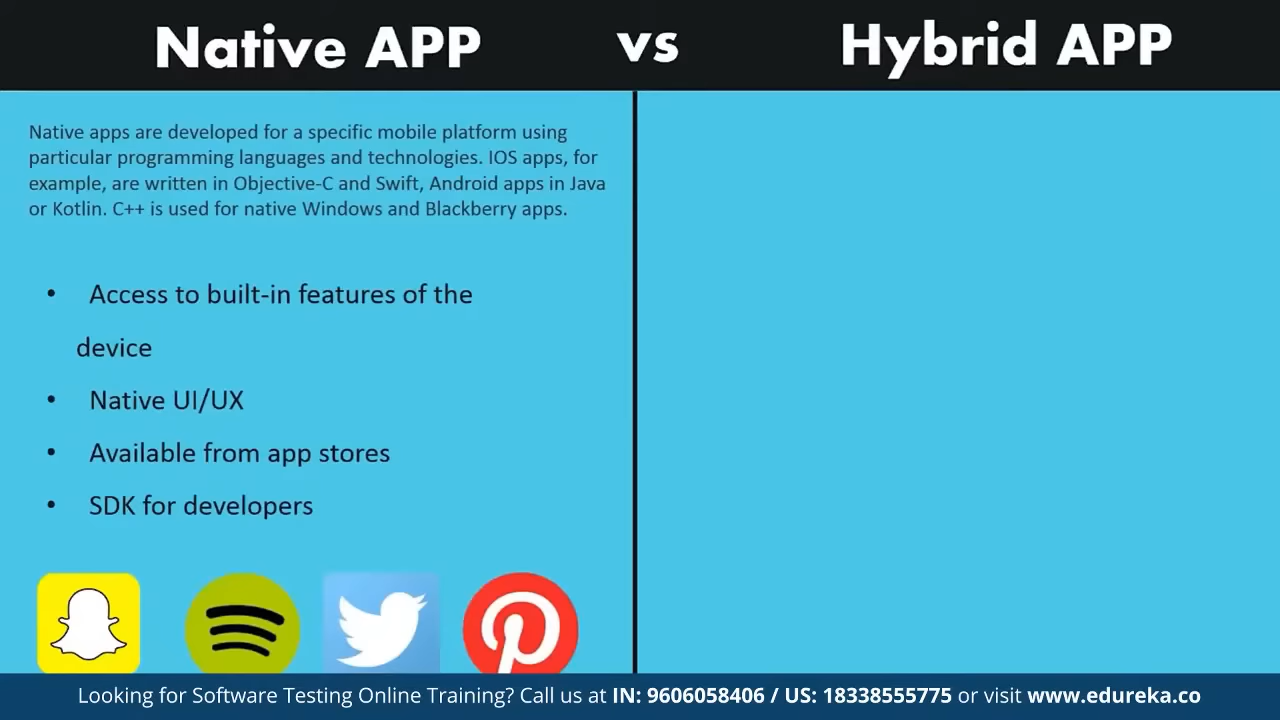 Native APP vs Hybrid APP
Native apps are developed for a specific mobile platform using
particular programming languages and technologies. IOS apps, for
example, are written in Objective-C and Swift, Android apps in Java
or Kotlin. C++ is used for native Windows and Blackberry apps.
• Access to built-in features of the
device
• Native UI/UX
• Available from app stores
• SDK for developers
Looking for Software Testing Online Training? Call us at IN: 9606058406 / US: 18338555775 or visit www.edureka.co